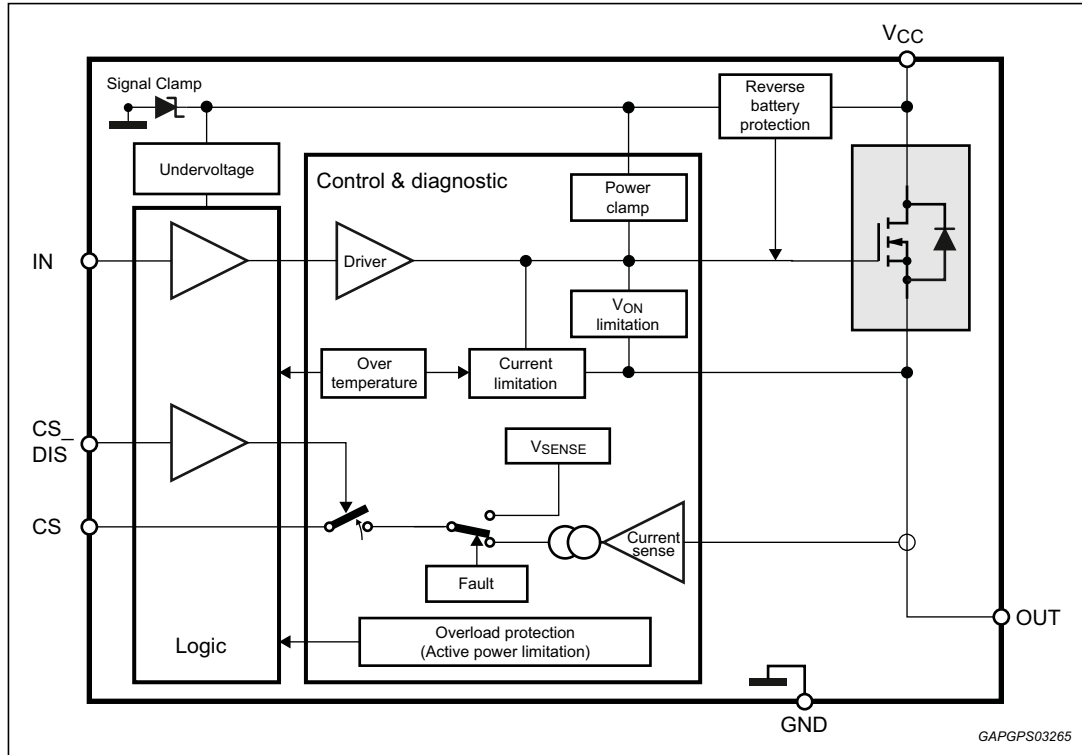 VCC
Signal Clamp
Reverse
battery
protection
Undervoltage
Control & diagnostic
Power
clamp
IN
Driver
VON
limitation
Over
temperature
Current
limitation
CS_
DIS
VSENSE
CS
Current
sense
Fault
Logic
Overload protection
(Active power limitation)
OUT
GND
GAPGPS03265